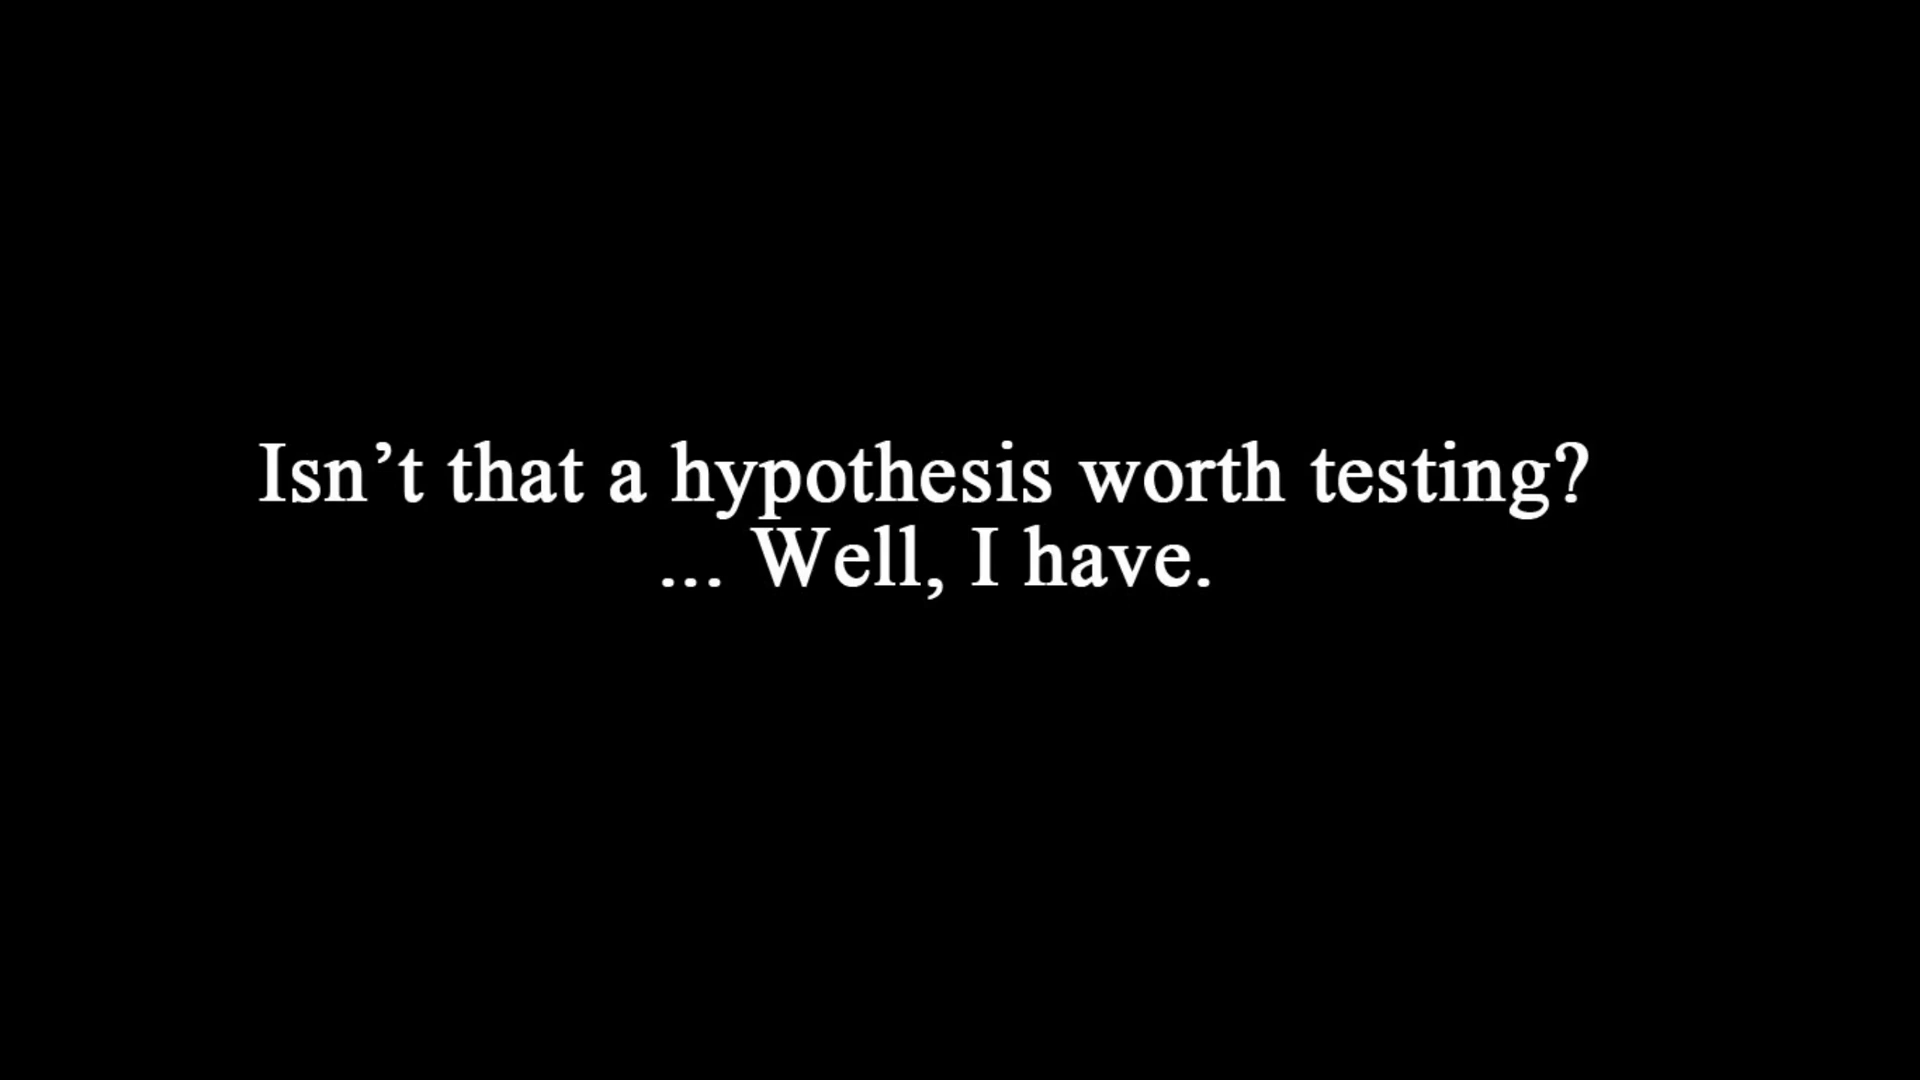 Isn’t that a hypothesis worth testing?
... Well, I have.